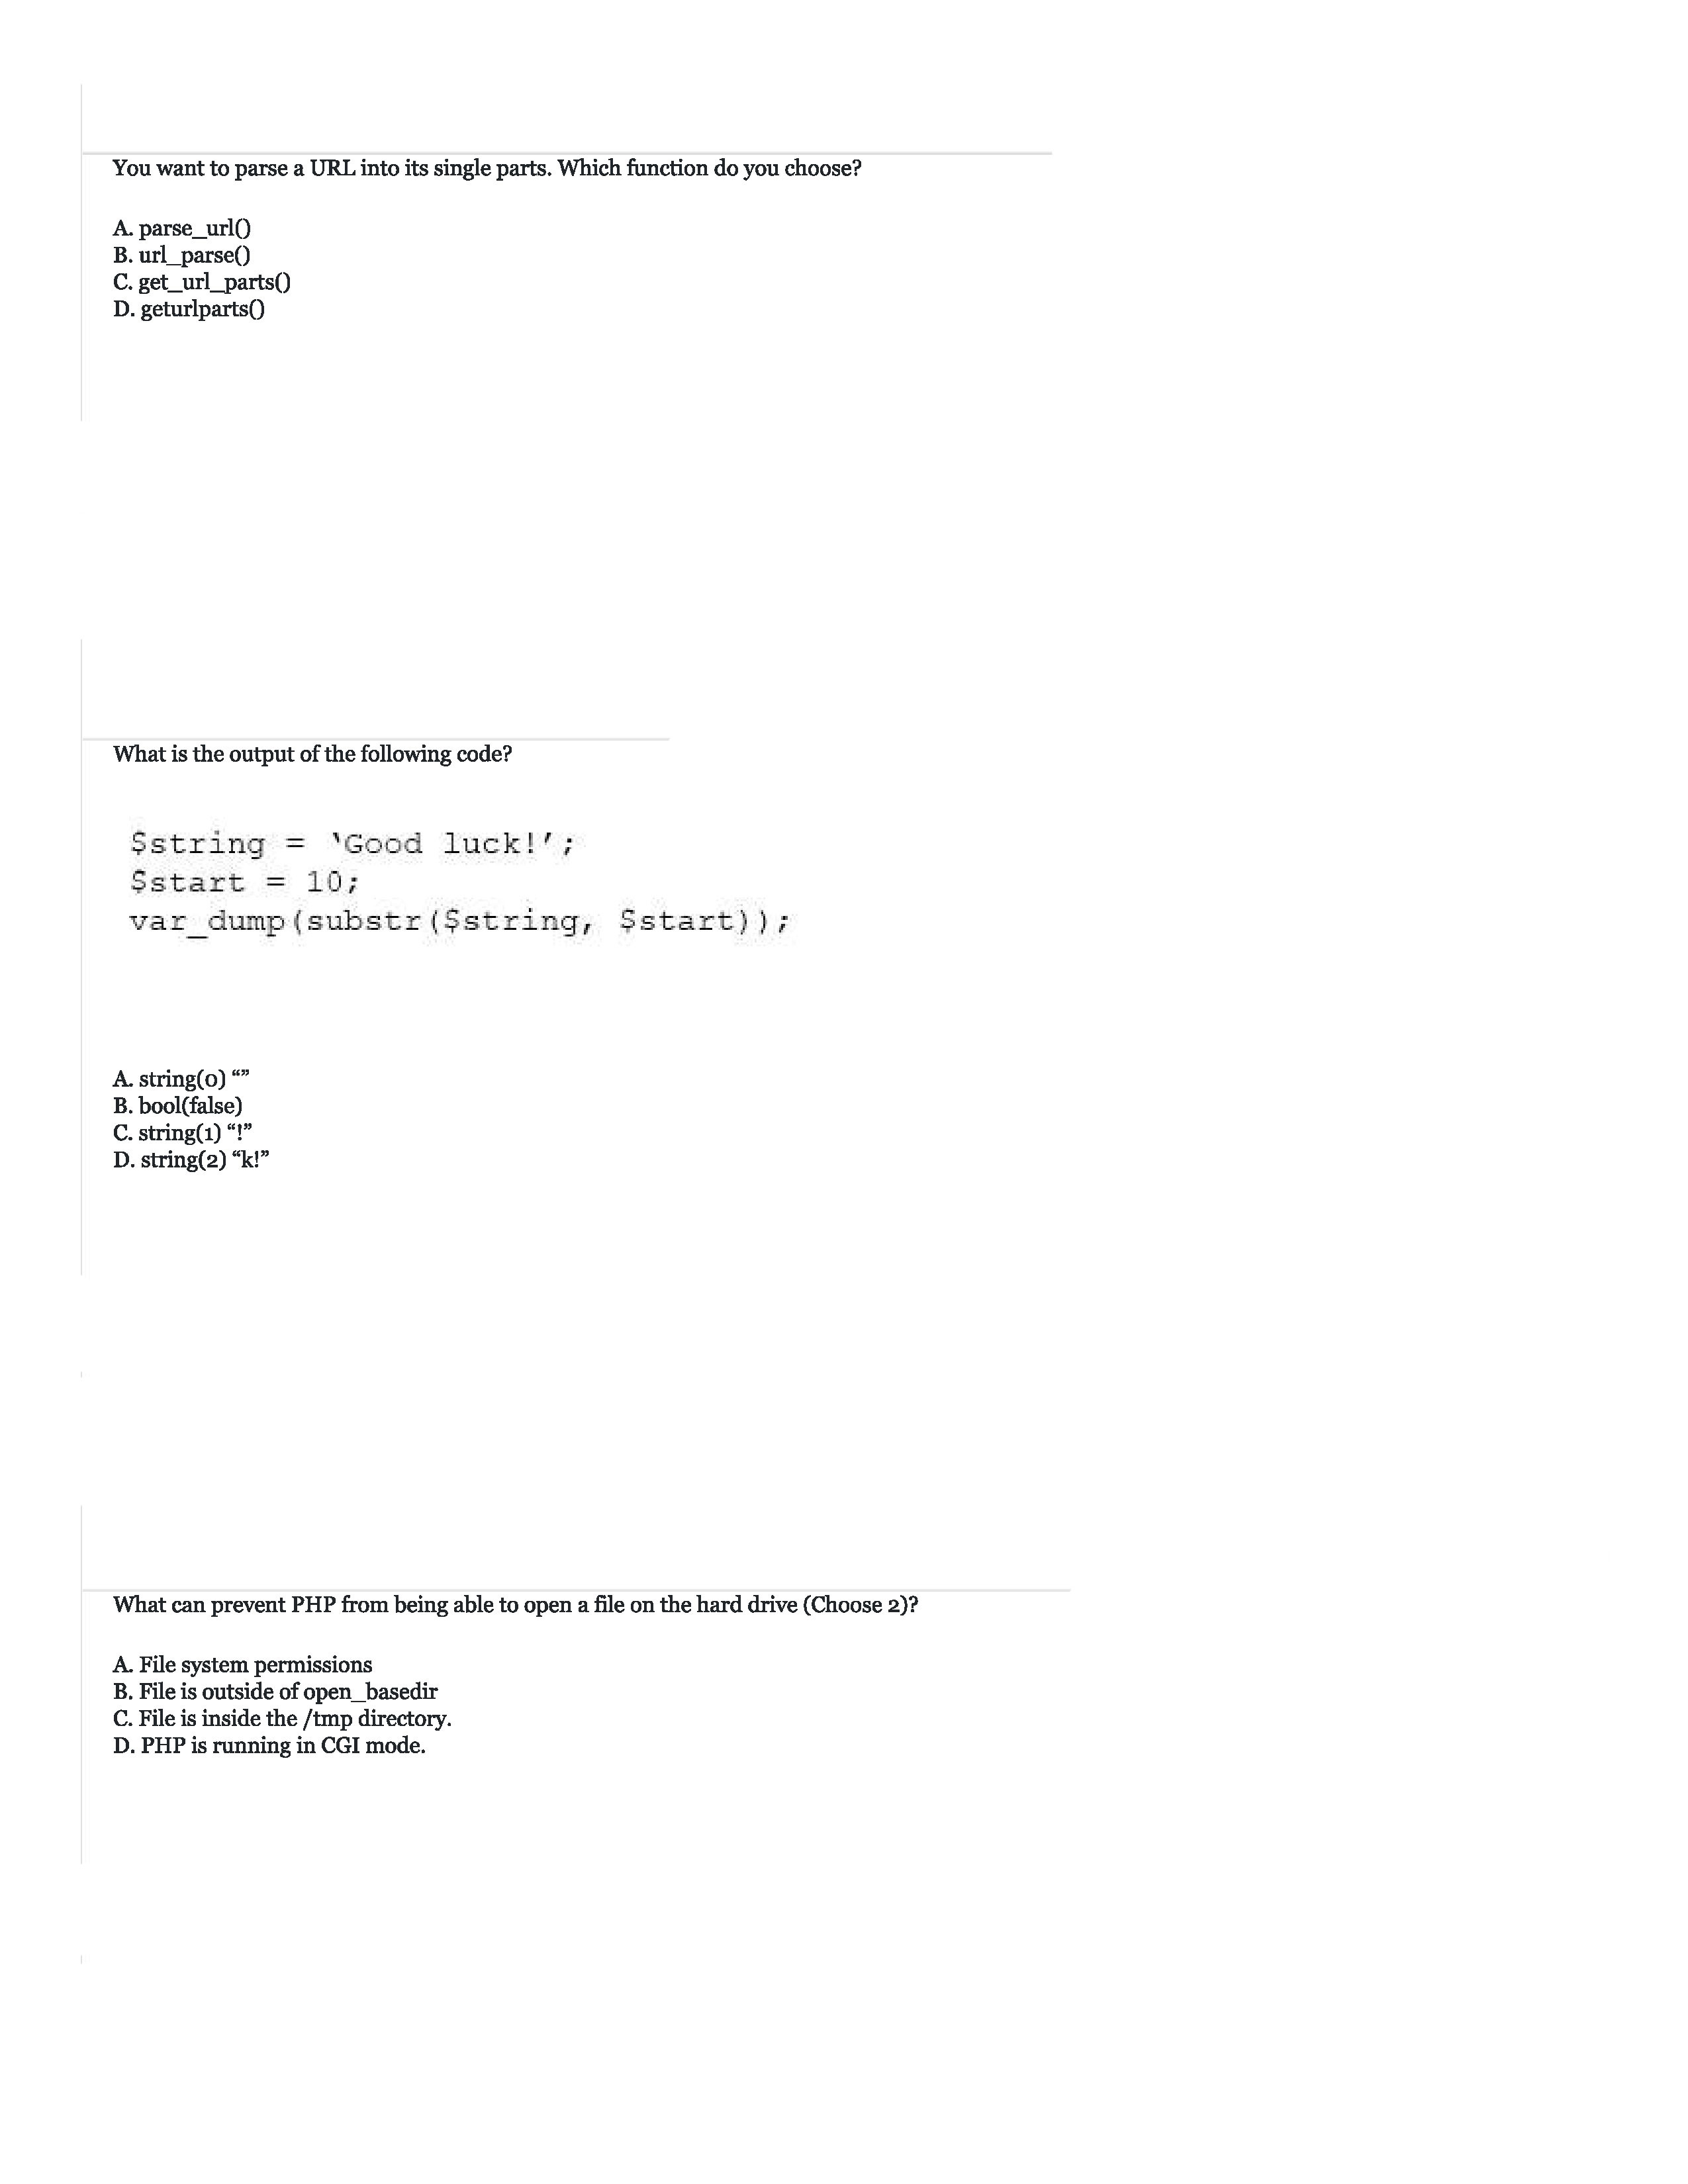 You want to parse a URL into its single parts. Which function do you choose?
A. parse_url()
B. url_parse()
C. get_url_parts()
D. geturlparts()
What is the output of the following code?
$string = ‘Good luck!’;
$start = 10;
var_dump(substr($string, $start));
A. string(0) “”
B. bool(false)
C. string(1) “!”
D. string(2) “k!”
What can prevent PHP from being able to open a file on the hard drive (Choose 2)?
A. File system permissions
B. File is outside of open_basedir
C. File is inside the /tmp directory.
D. PHP is running in CGI mode.